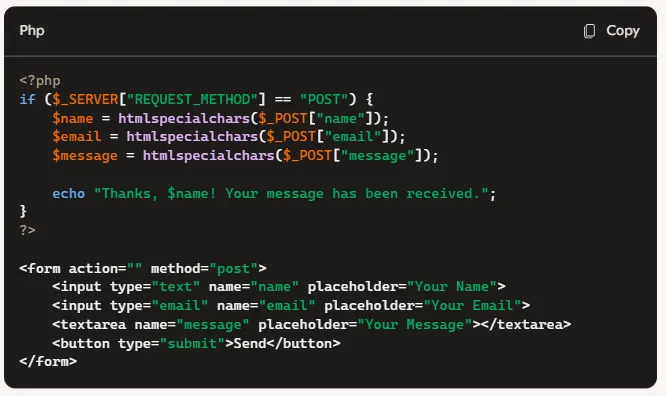 Php
Copy
<?php
if ($_SERVER["REQUEST_METHOD"] == "POST") {
    $name = htmlspecialchars($_POST["name"]);
    $email = htmlspecialchars($_POST["email"]);
    $message = htmlspecialchars($_POST["message"]);

    echo "Thanks, $name! Your message has been received.";
}
?>

<form action="" method="post">
    <input type="text" name="name" placeholder="Your Name">
    <input type="email" name="email" placeholder="Your Email">
    <textarea name="message" placeholder="Your Message"></textarea>
    <button type="submit">Send</button>
</form>